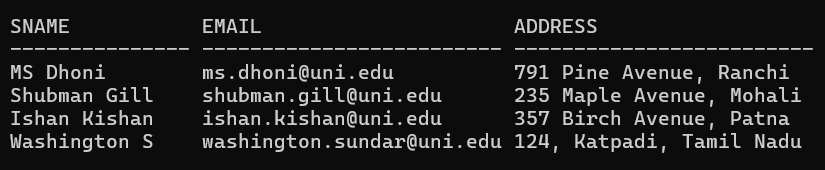 SNAME           EMAIL                     ADDRESS
--------------- ------------------------- -------------------------
MS Dhoni        ms.dhoni@uni.edu          791 Pine Avenue, Ranchi
Shubman Gill    shubman.gill@uni.edu      235 Maple Avenue, Mohali
Ishan Kishan    ishan.kishan@uni.edu      357 Birch Avenue, Patna
Washington S    washington.sundar@uni.edu 124, Katpadi, Tamil Nadu